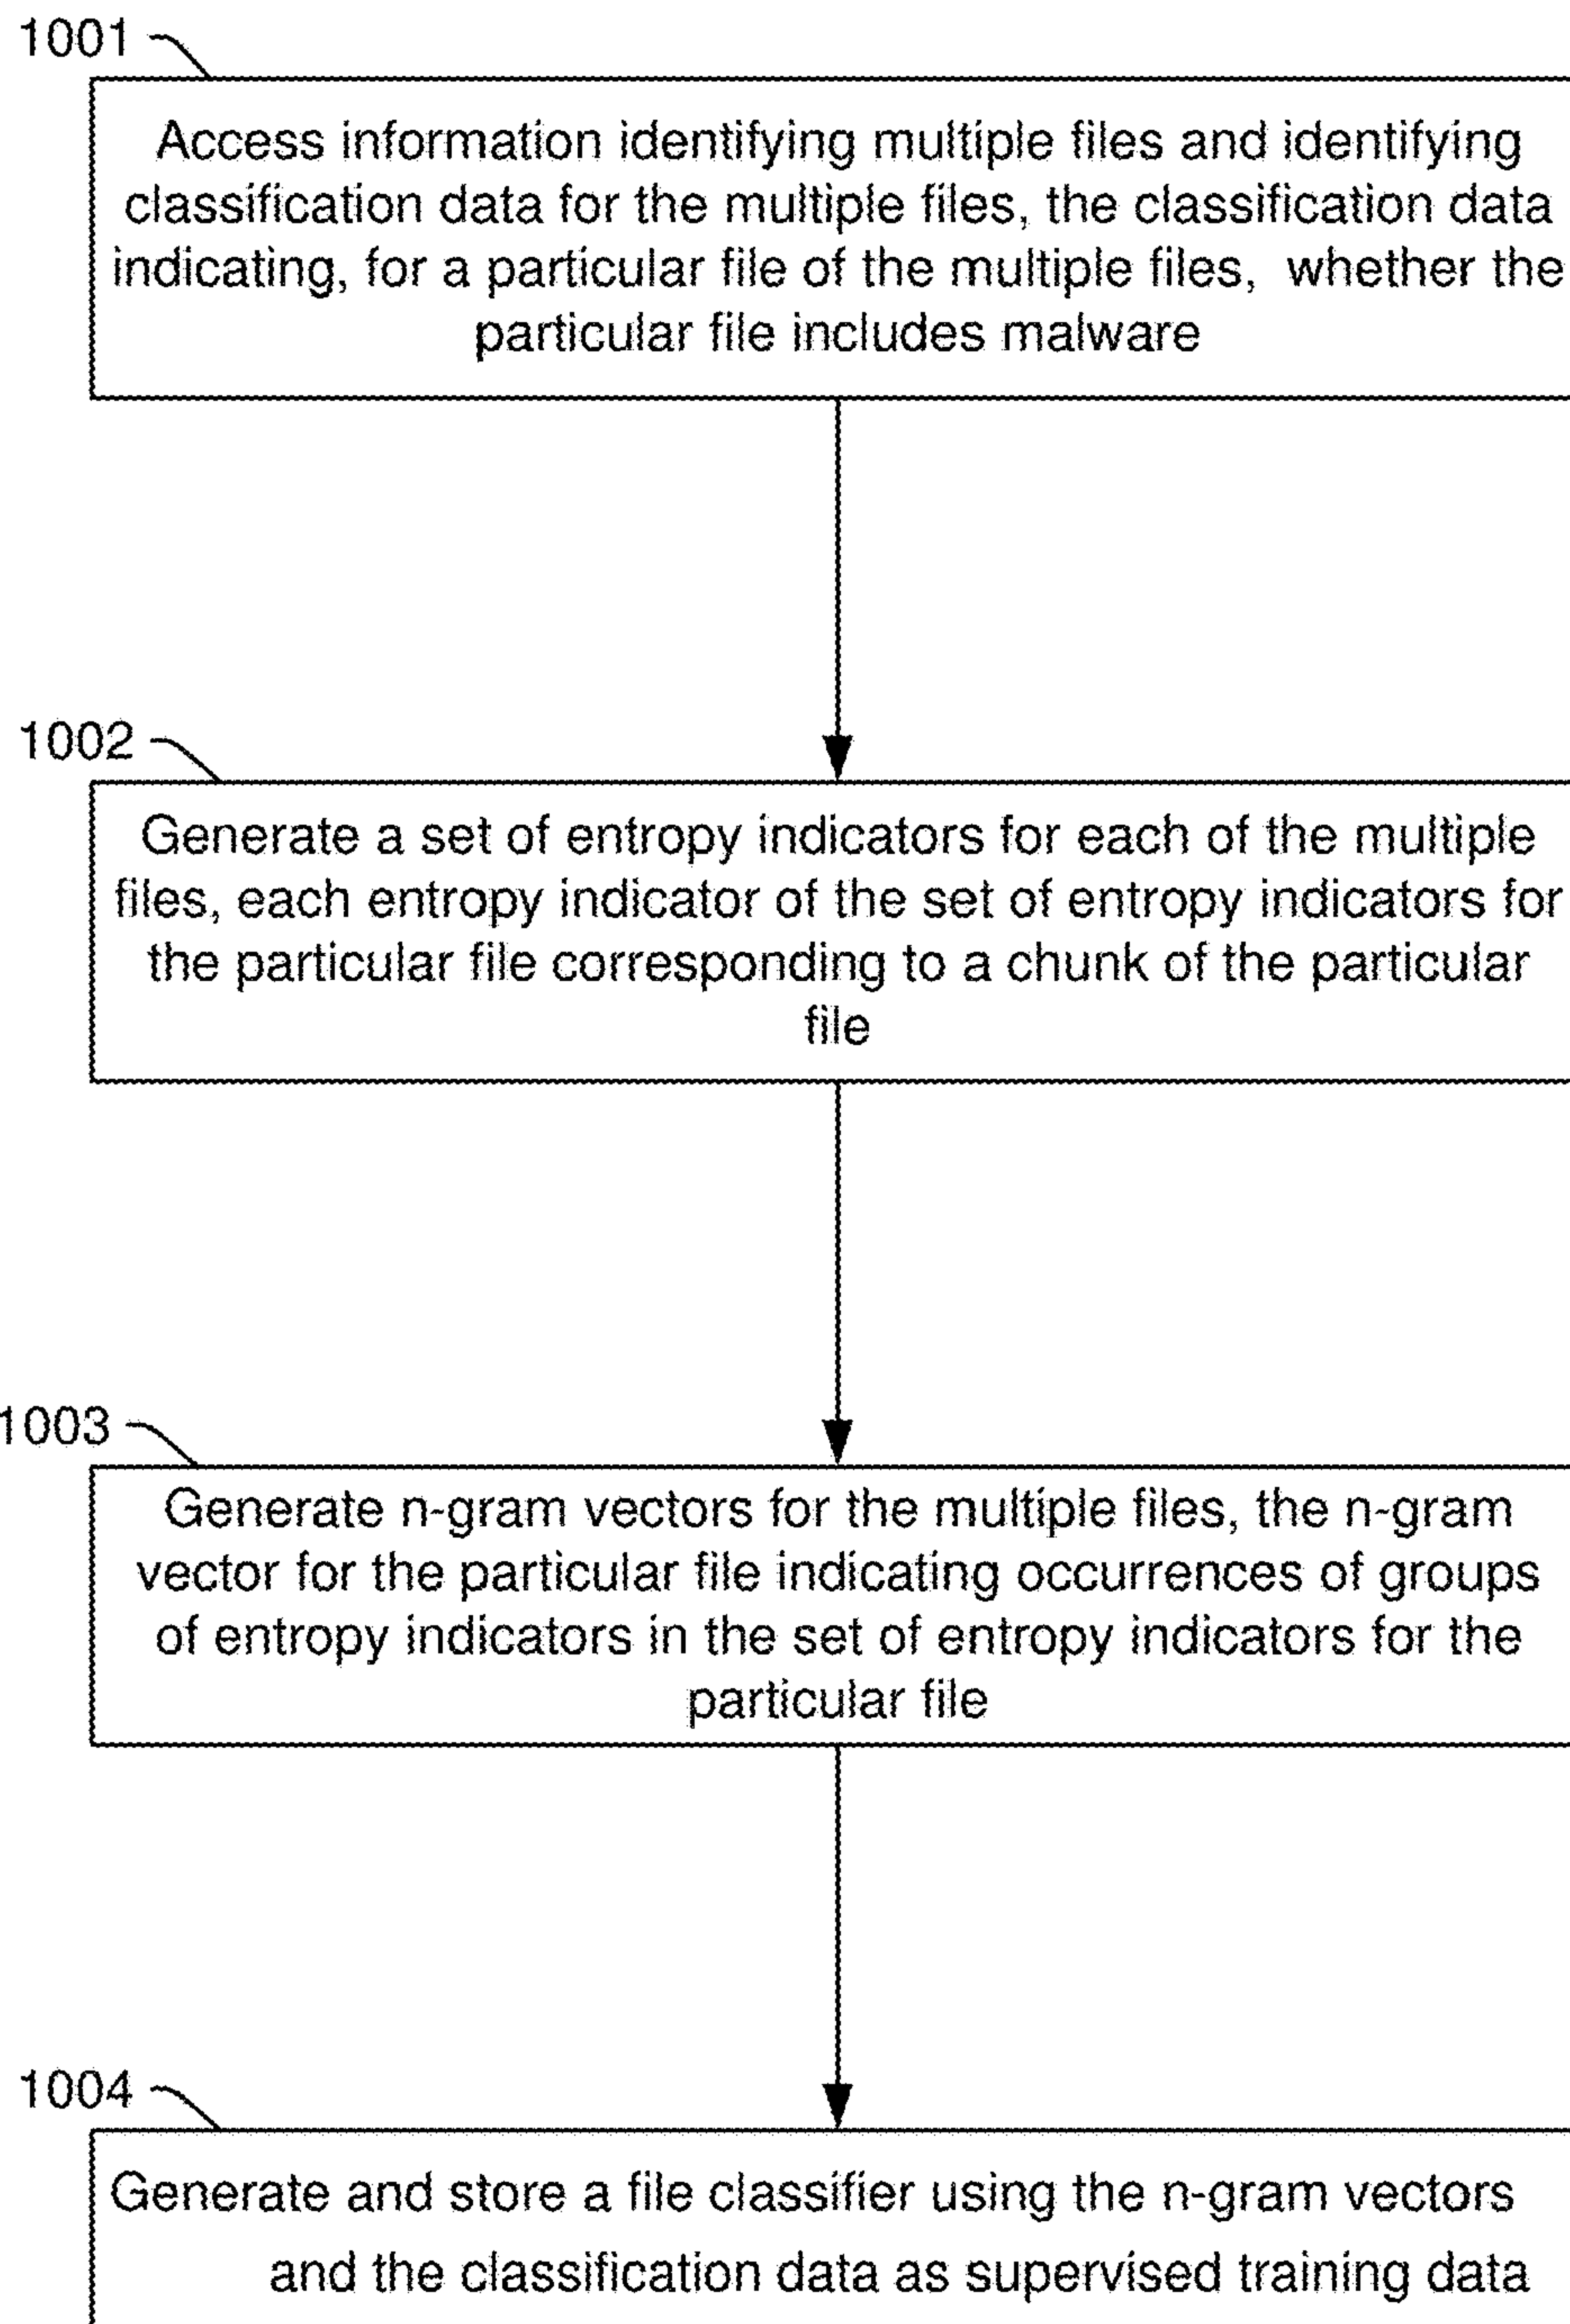 1001
Access information identifying multiple files and identifying
classification data for the multiple files, the classification data
indicating, for a particular file of the multiple files, whether the
particular file includes malware
1002
Generate a set of entropy indicators for each of the multiple
files, each entropy indicator of the set of entropy indicators for
the particular file corresponding to a chunk of the particular
file
1003
Generate n-gram vectors for the multiple files, the n-gram
vector for the particular file indicating occurrences of groups
of entropy indicators in the set of entropy indicators for the
particular file
1004
Generate and store a file classifier using the n-gram vectors
and the classification data as supervised training data